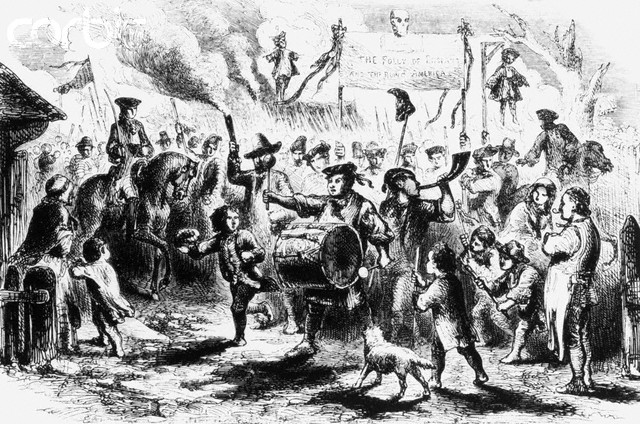 corbis
THE FOLLY OF ENGLAND
AND THE RUIN OF AMERICA